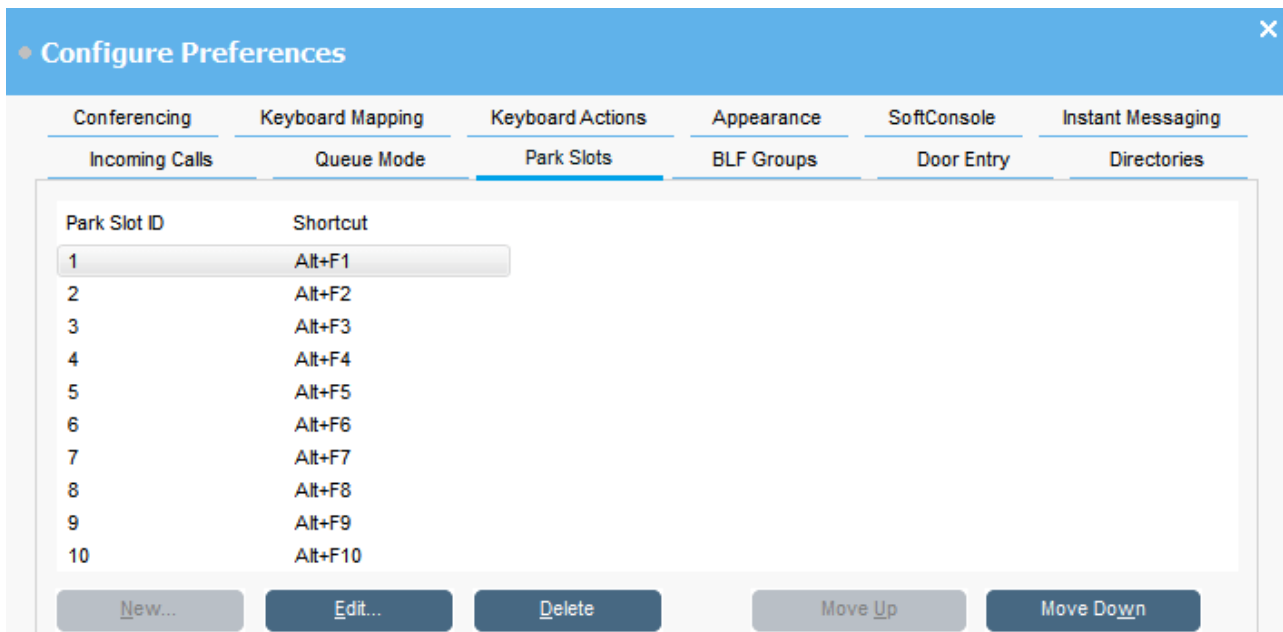 Configure Preferences
Conferencing Keyboard Mapping Keyboard Actions Appearance SoftConsole Instant Messaging
Incoming Calls Queue Mode Park Slots BLF Groups Door Entry Directories
Park Slot ID Shortcut
1 Alt+F1
2 Alt+F2
3 Alt+F3
4 Alt+F4
5 Alt+F5
6 Alt+F6
7 Alt+F7
8 Alt+F8
9 Alt+F9
10 Alt+F10
New... Edit... Delete Move Up Move Down